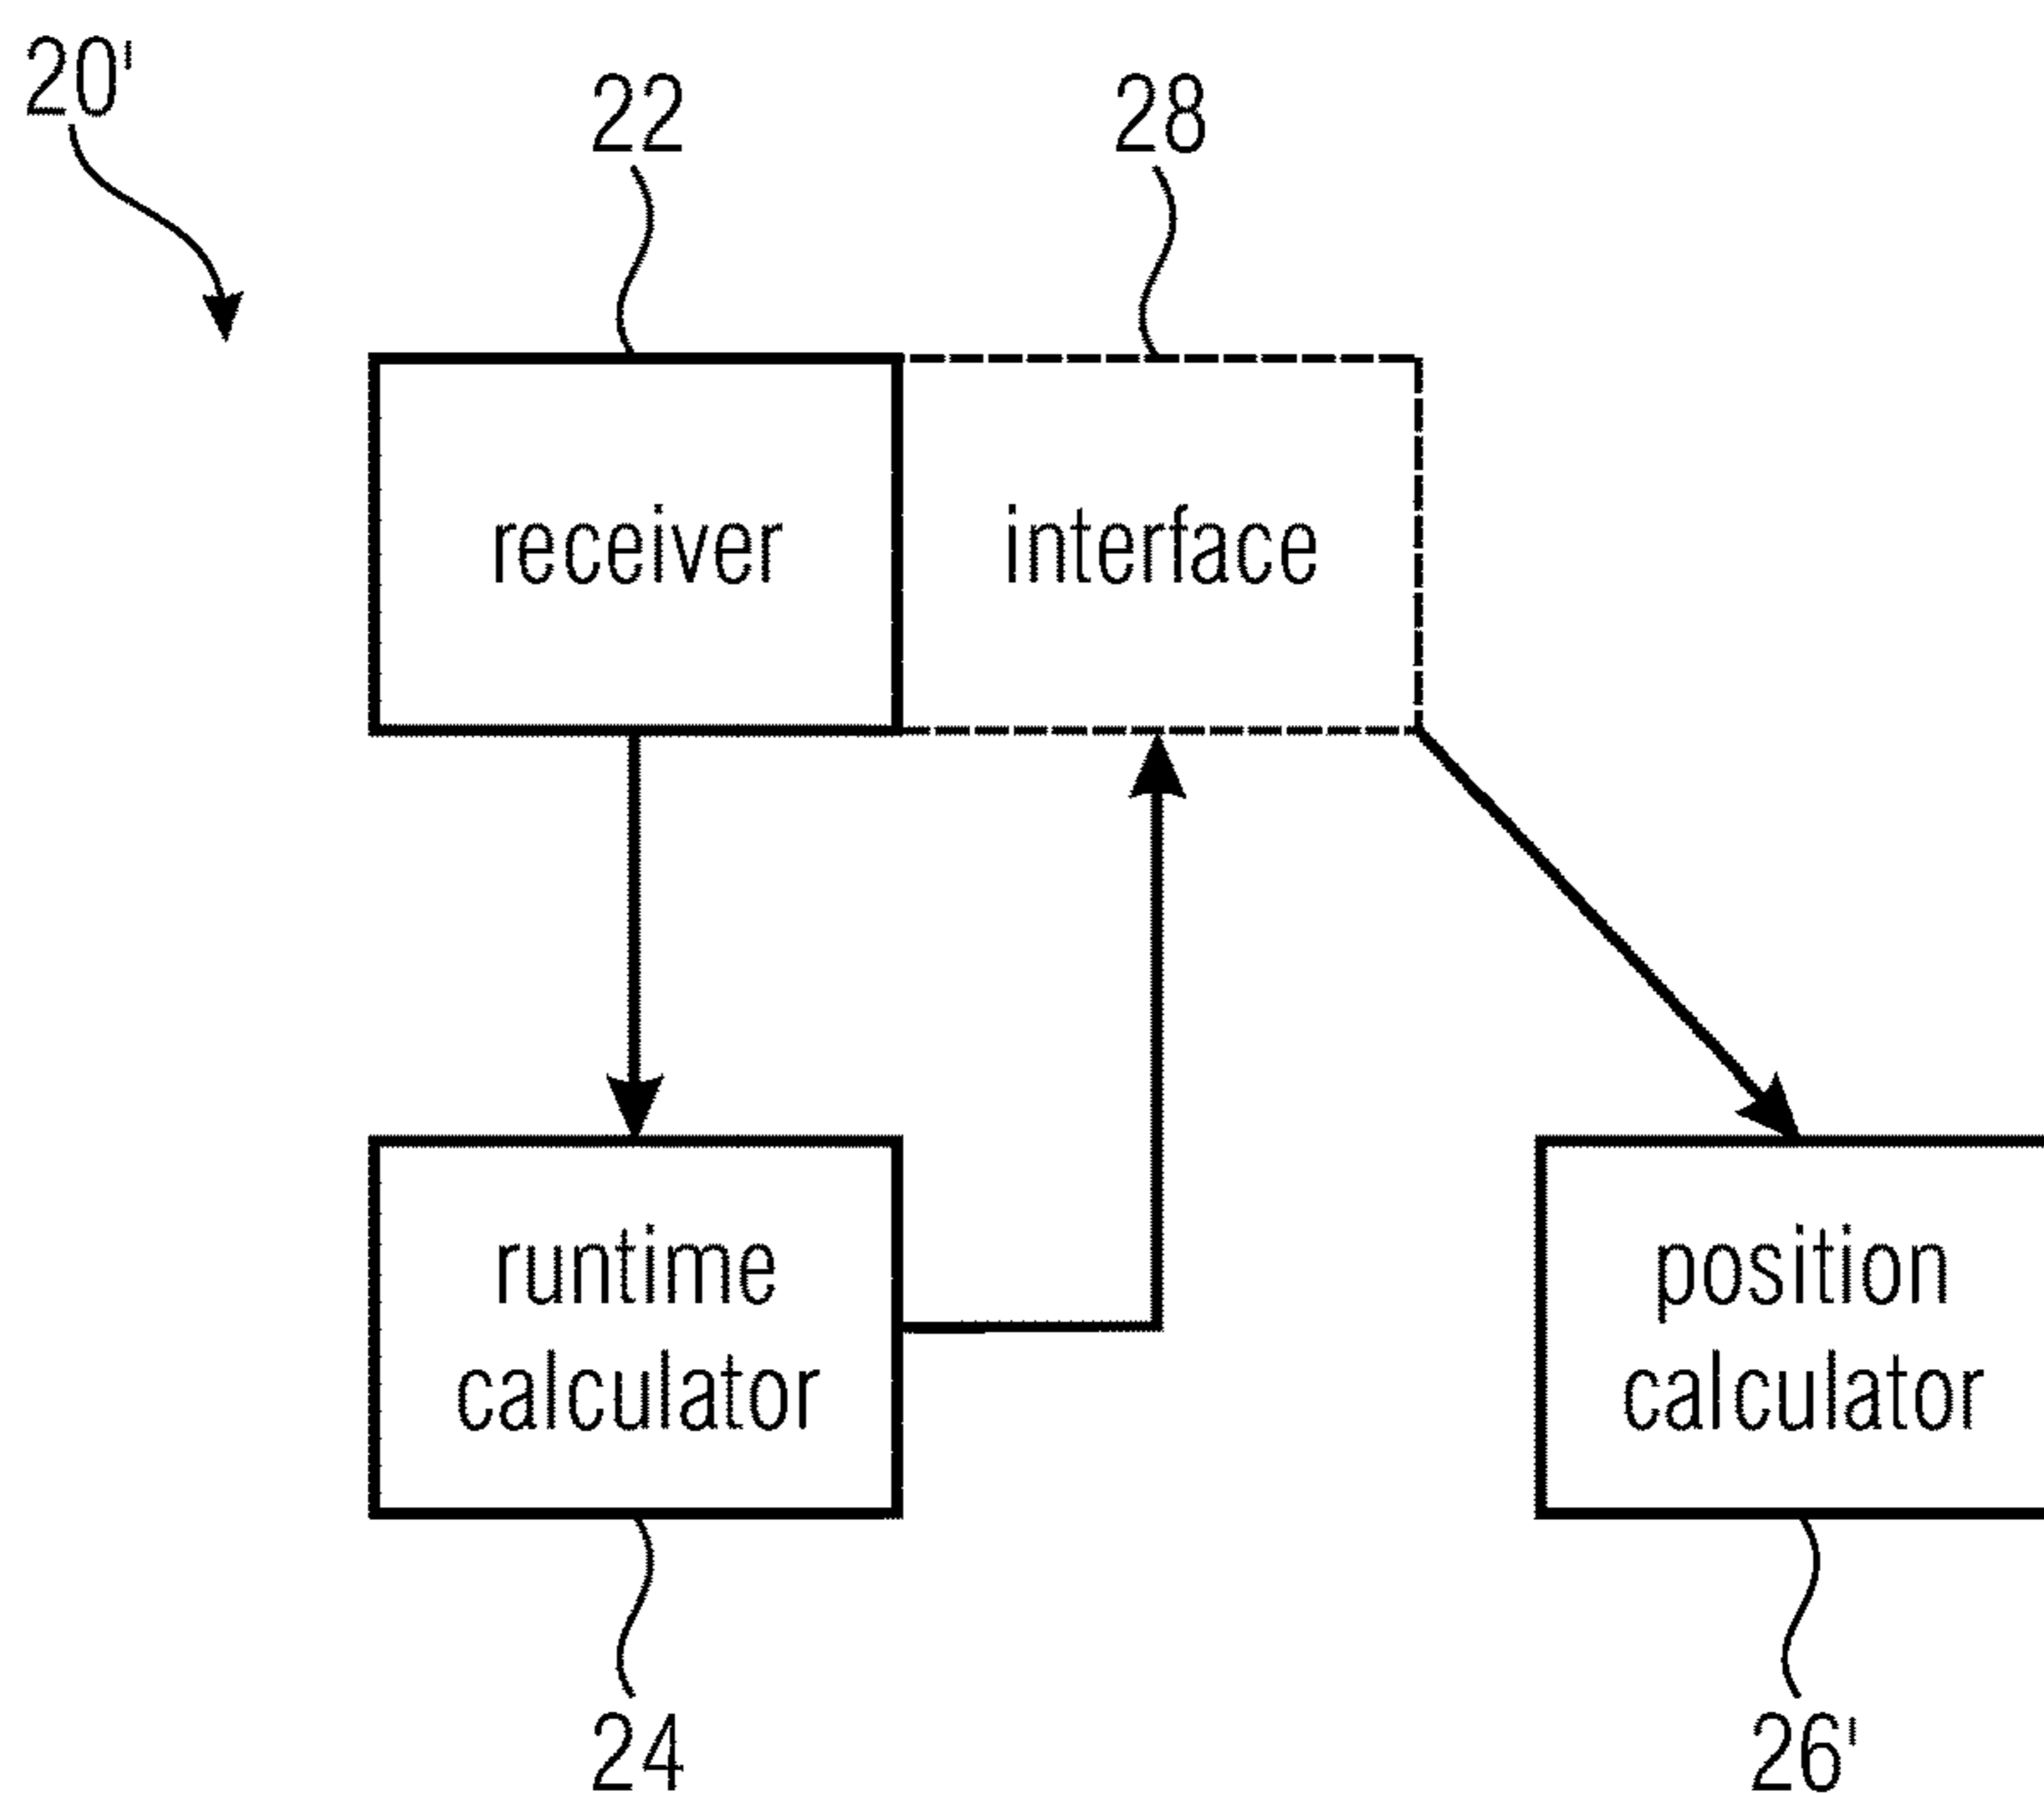 20'
22
28
receiver
interface
runtime
calculator
position
calculator
24
26'